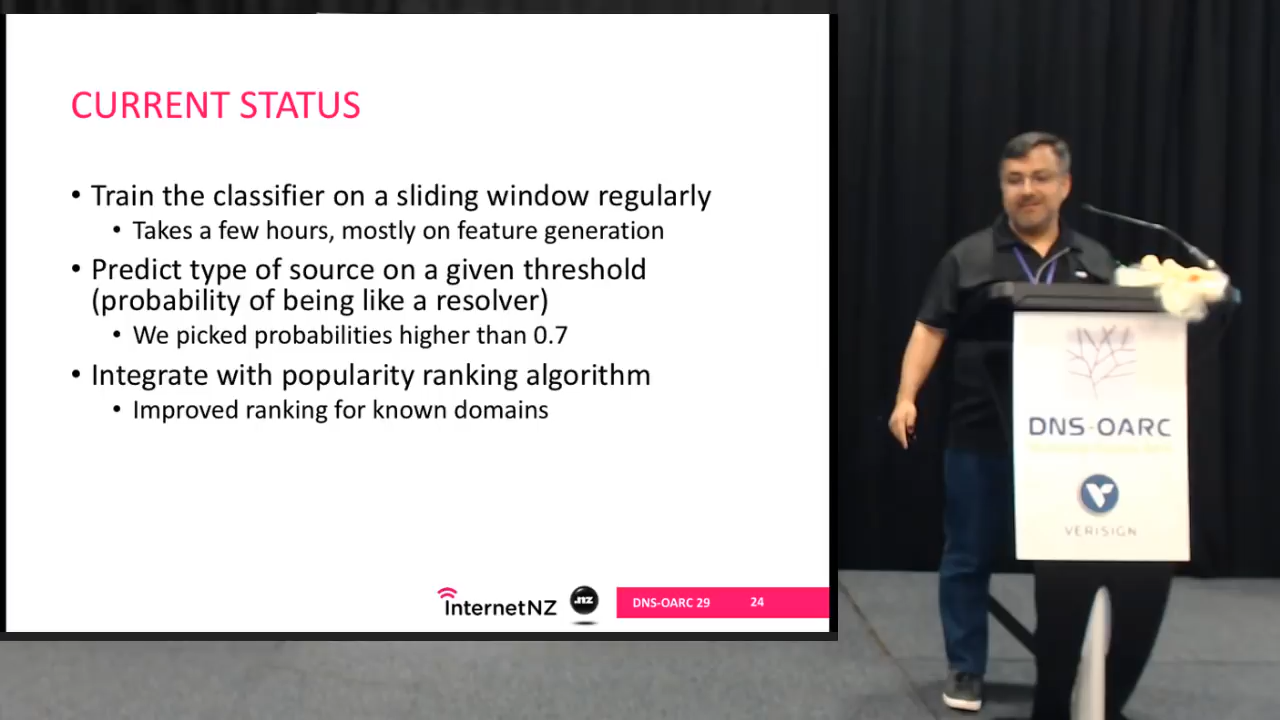 CURRENT STATUS
• Train the classifier on a sliding window regularly
• Takes a few hours, mostly on feature generation
• Predict type of source on a given threshold
(probability of being like a resolver)
• We picked probabilities higher than 0.7
• Integrate with popularity ranking algorithm
• Improved ranking for known domains
InternetNZ
.nz
DNS-OARC 29
24
DNS-OARC
VERISIGN